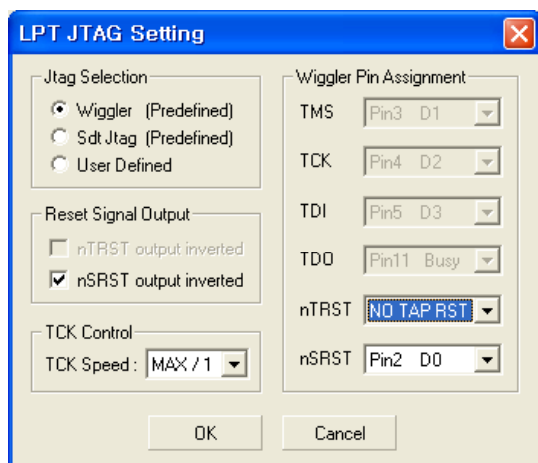 LPT JTAG Setting
Jtag Selection
Wiggler (Predefined)
Sdt Jtag (Predefined)
User Defined
Reset Signal Output
nTRST output inverted
nSRST output inverted
TCK Control
TCK Speed : MAX / 1
Wiggler Pin Assignment
TMS Pin3 D1
TCK Pin4 D2
TDI Pin5 D3
TDO Pin11 Busy
nTRST NO TAP RST
nSRST Pin2 D0
OK Cancel